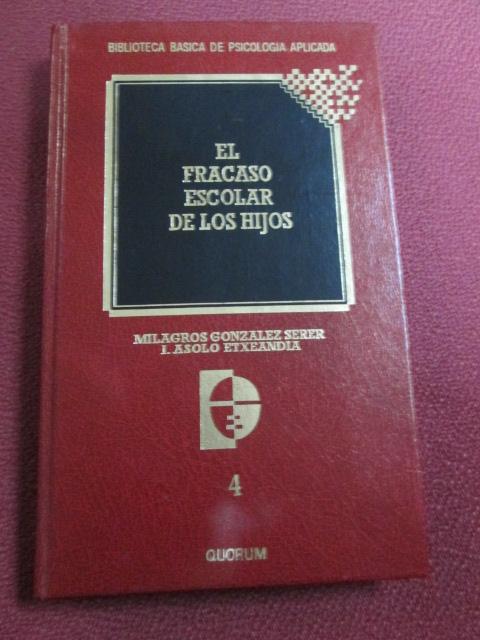 BIBLIOTECA BASICA DE PSICOLOGIA APLICADA
EL
FRACASO
ESCOLAR
DE LOS HIJOS
MILAGROS GONZALEZ SERER
I. ASOLO ETXEANDIA
4
QUORUM